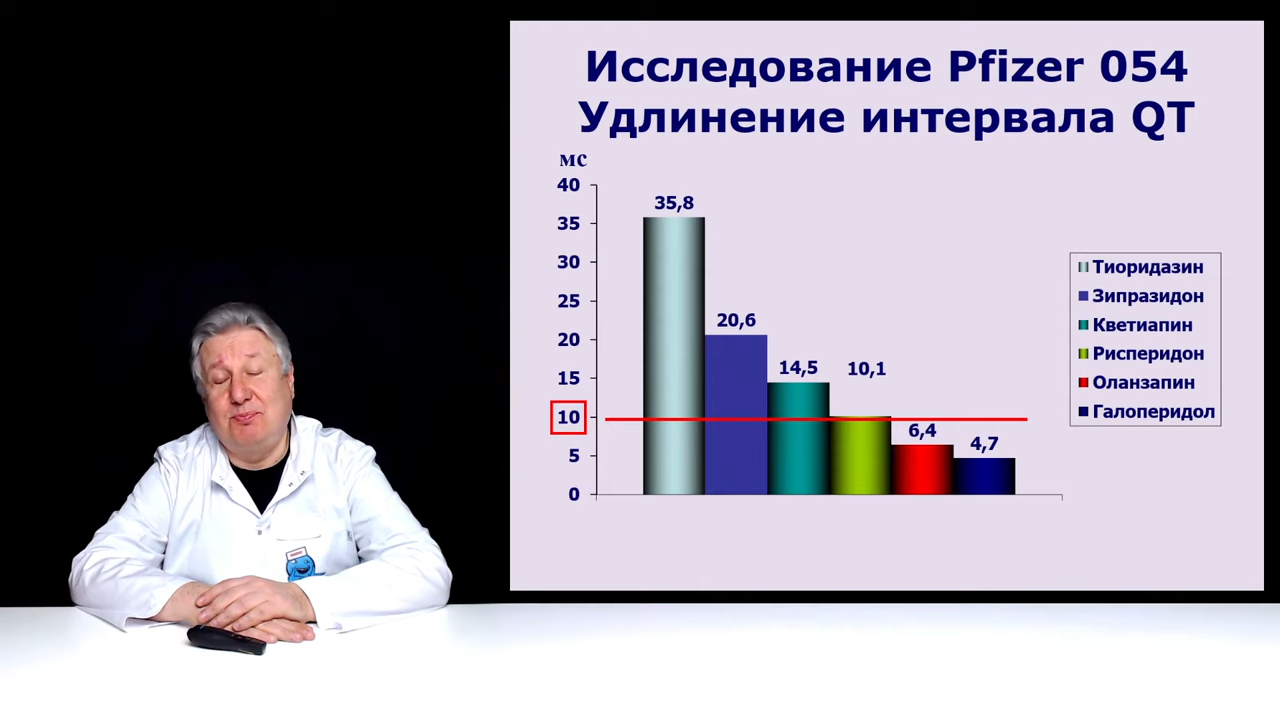 Исследование Pfizer 054
Удлинение интервала QT
мс
40
35
30
25
20
15
10
5
0
35,8
20,6
14,5
10,1
6,4
4,7
Тиоридазин
Зипразидон
Кветиапин
Рисперидон
Оланзапин
Галоперидол